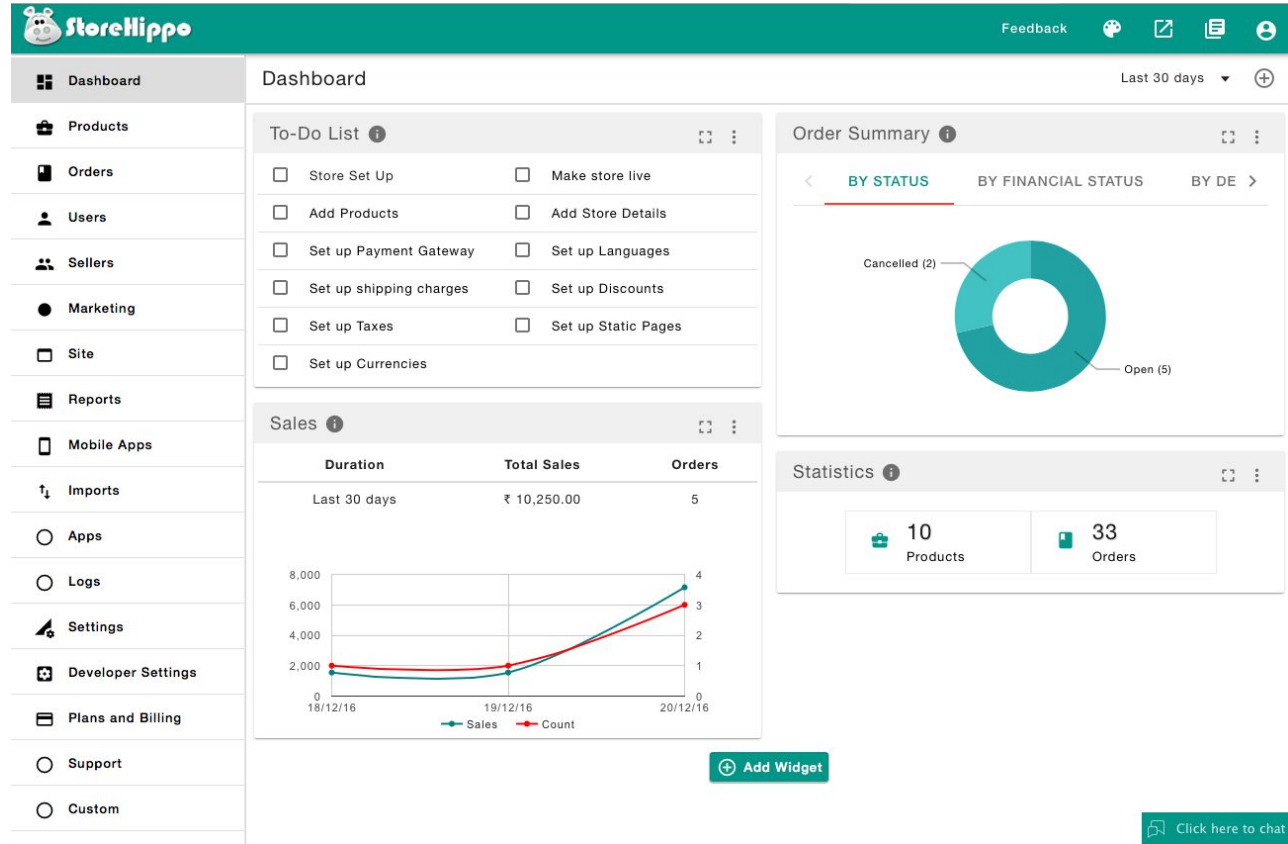 StoreHippo
Feedback
Dashboard
Products
Orders
Users
Sellers
Marketing
Site
Reports
Mobile Apps
Imports
Apps
Logs
Settings
Developer Settings
Plans and Billing
Support
Custom
Dashboard
Last 30 days
To-Do List
Store Set Up
Make store live
Add Products
Add Store Details
Set up Payment Gateway
Set up Languages
Set up shipping charges
Set up Discounts
Set up Taxes
Set up Static Pages
Set up Currencies
Order Summary
BY STATUS
BY FINANCIAL STATUS
BY DE
Cancelled (2)
Open (5)
Sales
Duration
Total Sales
Orders
Last 30 days
₹ 10,250.00
5
8,000
6,000
4,000
2,000
0
4
3
2
1
0
18/12/16
19/12/16
20/12/16
Sales
Count
Statistics
10
Products
33
Orders
Add Widget
Click here to chat